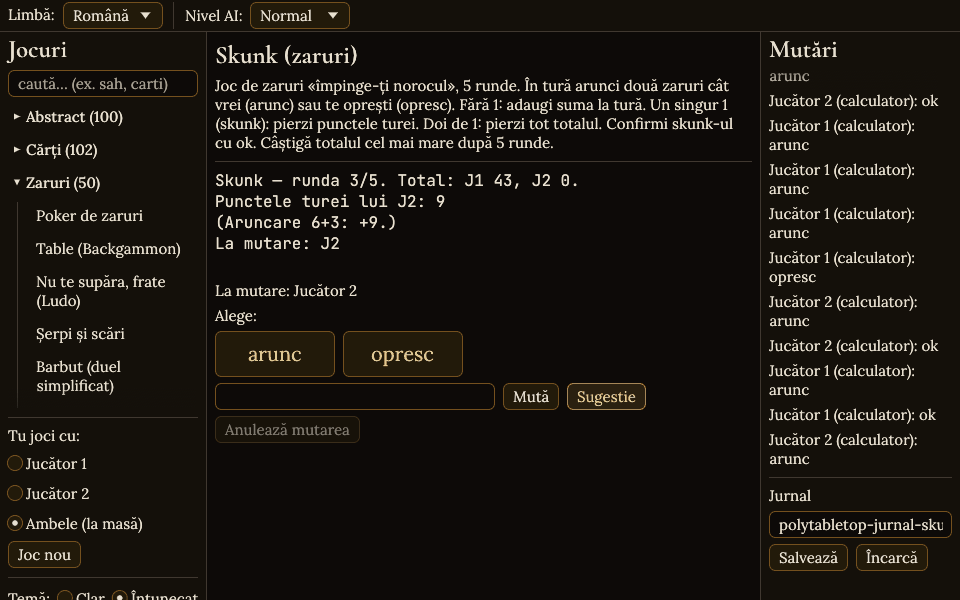 Limbă: Română ▼ Nivel AI: Normal ▼
Jocuri
caută... (ex. sah, carti)
▸ Abstract (100)
▸ Cărți (102)
▾ Zaruri (50)
Poker de zaruri
Table (Backgammon)
Nu te supăra, frate
(Ludo)
Șerpi și scări
Barbut (duel
simplificat)
Tu joci cu:
Jucător 1
Jucător 2
Ambele (la masă)
Joc nou
Temă: Clar Întunecat
Skunk (zaruri)
Joc de zaruri «împinge-ți norocul», 5 runde. În tură arunci două zaruri cât
vrei (arunc) sau te oprești (opresc). Fără 1: adaugi suma la tură. Un singur 1
(skunk): pierzi punctele turei. Doi de 1: pierzi tot totalul. Confirmi skunk-ul
cu ok. Câștigă totalul cel mai mare după 5 runde.
Skunk — runda 3/5. Total: J1 43, J2 0.
Punctele turei lui J2: 9
(Aruncare 6+3: +9.)
La mutare: J2
La mutare: Jucător 2
Alege:
arunc opresc
Mută Sugestie
Anulează mutarea
Mutări
arunc
Jucător 2 (calculator): ok
Jucător 1 (calculator):
arunc
Jucător 1 (calculator):
arunc
Jucător 1 (calculator):
arunc
Jucător 1 (calculator):
opresc
Jucător 2 (calculator):
arunc
Jucător 2 (calculator): ok
Jucător 1 (calculator):
arunc
Jucător 1 (calculator): ok
Jucător 2 (calculator):
arunc
Jurnal
polytabletop-jurnal-sku
Salvează Încarcă